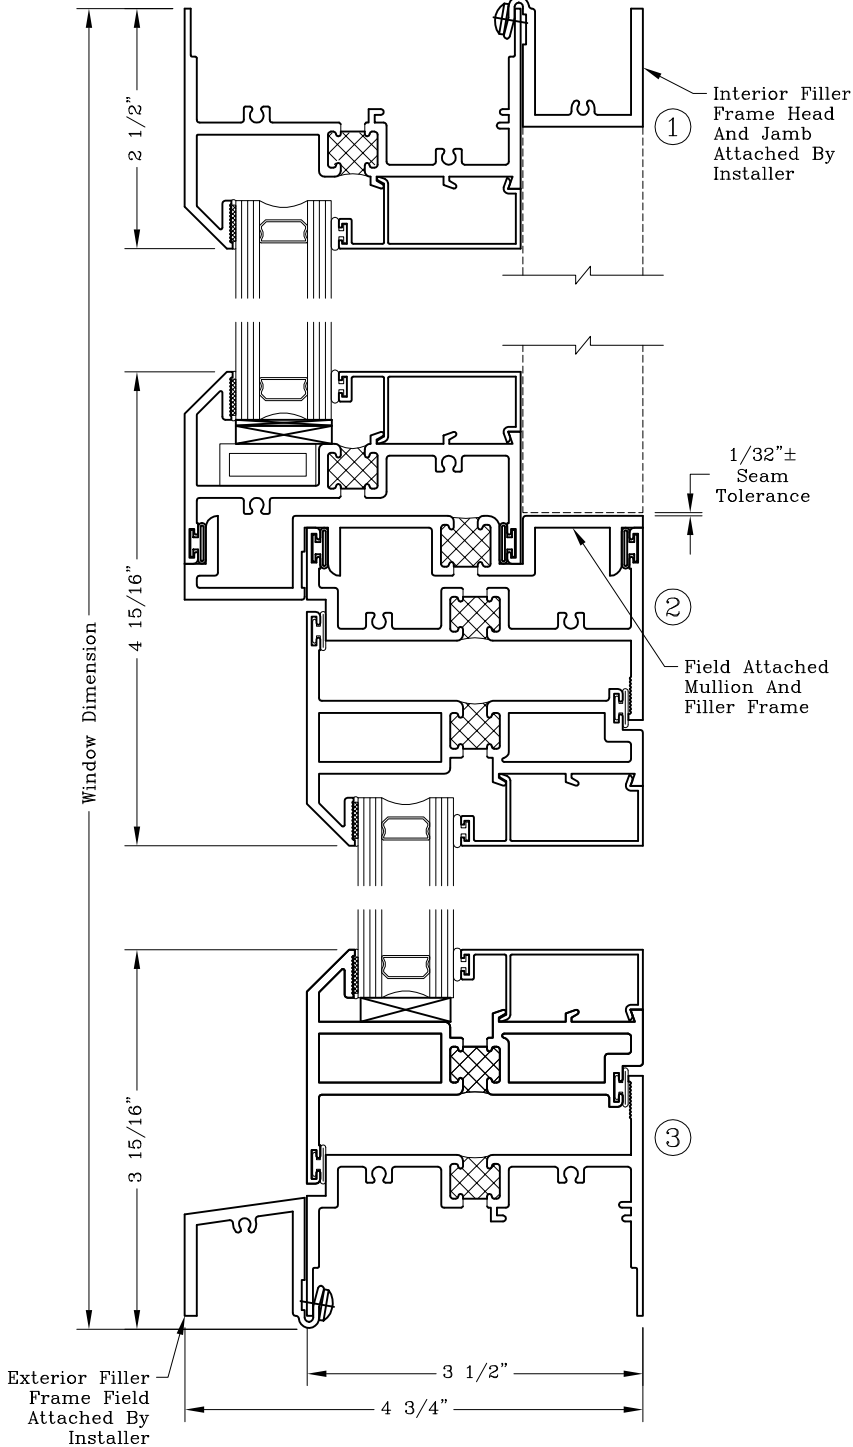 2 1/2"
Interior Filler
Frame Head
And Jamb
Attached By
Installer
1
1/32"±
Seam
Tolerance
4 15/16"
2
Window Dimension
Field Attached
Mullion And
Filler Frame
3 15/16"
3
Exterior Filler
Frame Field
Attached By
Installer
3 1/2"
4 3/4"